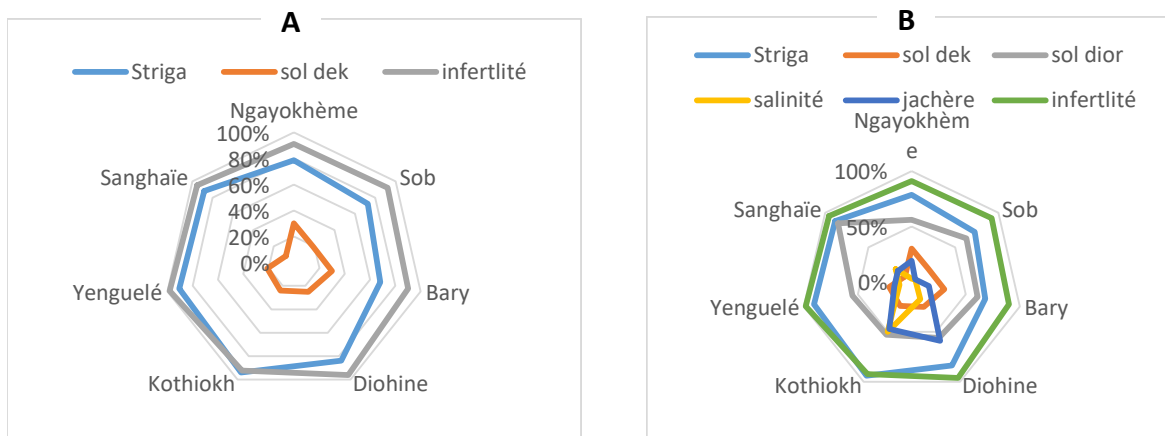 A
Striga sol dek infertlité
Ngayokhème
100%
80%
60%
40%
20%
0%
Sob
Bary
Diohine
Kothiokh
Yenguelé
Sanghaïe
B
Striga sol dek sol dior
salinité jachère infertlité
Ngayokhèm
e
100%
50%
0%
Sob
Bary
Diohine
Kothiokh
Yenguelé
Sanghaïe